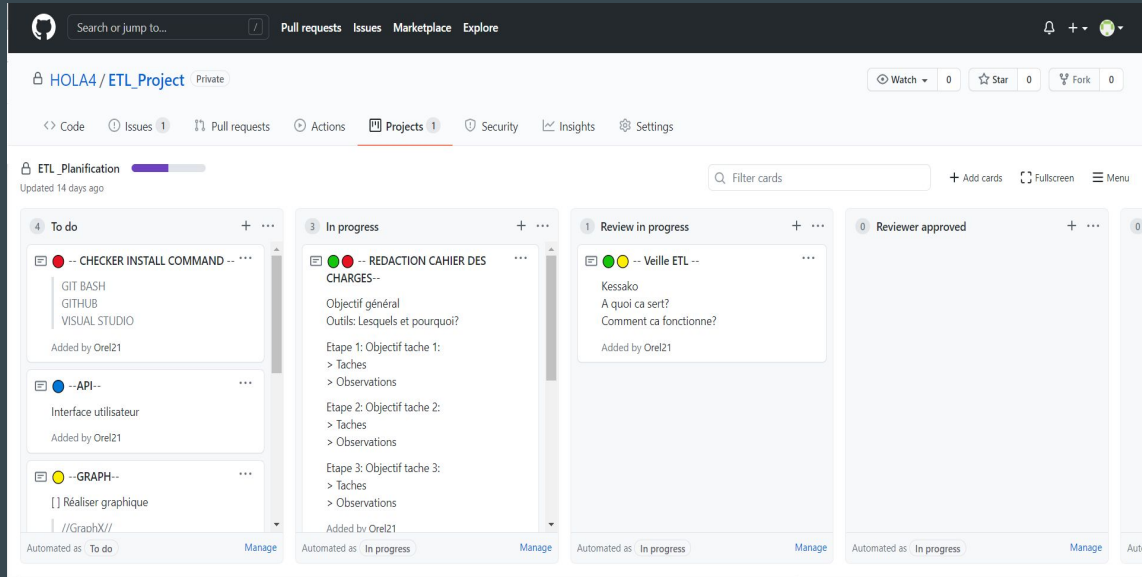 Search or jump to... /
Pull requests Issues Marketplace Explore
HOLA4 / ETL_Project Private
Watch 0 Star 0 Fork 0
Code Issues 1 Pull requests Actions Projects 1 Security Insights Settings
ETL _Planification
Updated 14 days ago
Filter cards
+ Add cards Fullscreen Menu
4 To do
-- CHECKER INSTALL COMMAND --
GIT BASH
GITHUB
VISUAL STUDIO
Added by Orel21
--API--
Interface utilisateur
Added by Orel21
--GRAPH--
[ ] Réaliser graphique
//GraphX//
Automated as To do Manage
3 In progress
-- REDACTION CAHIER DES
CHARGES--
Objectif général
Outils: Lesquels et pourquoi?
Etape 1: Objectif tache 1:
> Taches
> Observations
Etape 2: Objectif tache 2:
> Taches
> Observations
Etape 3: Objectif tache 3:
> Taches
> Observations
Added by Orel21
Automated as In progress Manage
1 Review in progress
-- Veille ETL --
Kessako
A quoi ca sert?
Comment ca fonctionne?
Added by Orel21
Automated as In progress Manage
0 Reviewer approved
Automated as In progress Manage
0